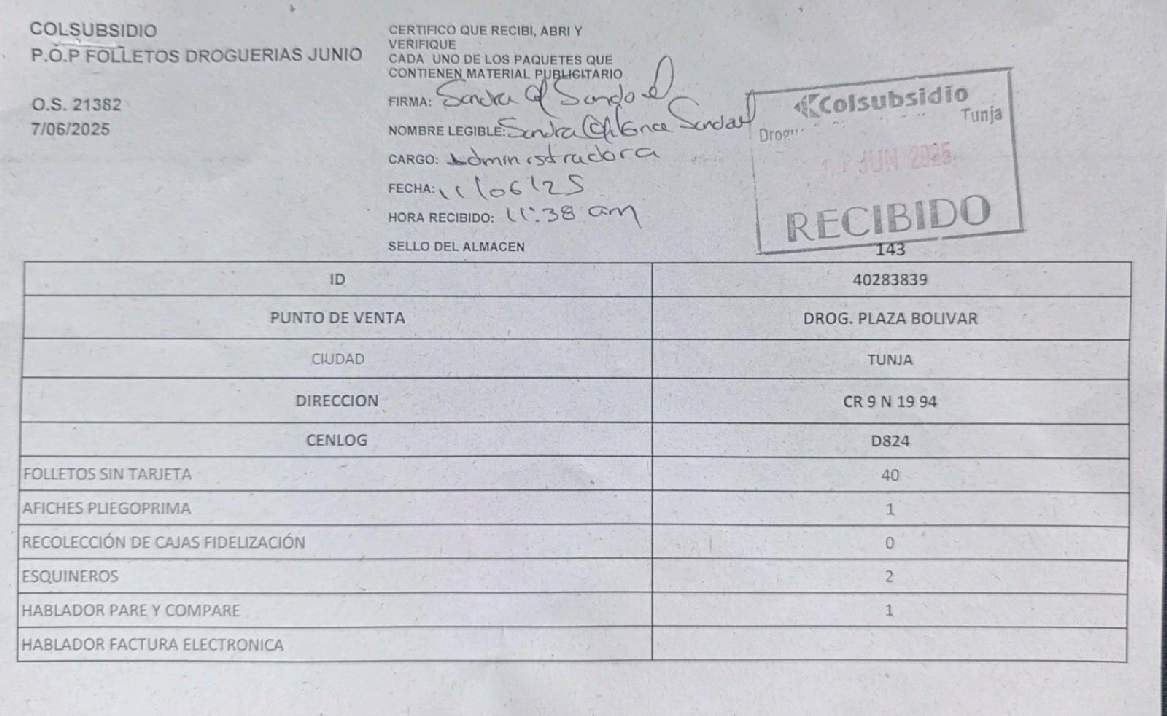 COLSUBSIDIO
P.O.P FOLLETOS DROGUERIAS JUNIO
O.S. 21382
7/06/2025
CERTIFICO QUE RECIBI, ABRI Y
VERIFIQUE
CADA UNO DE LOS PAQUETES QUE
CONTIENEN MATERIAL PUBLICITARIO
FIRMA: Sandra
NOMBRE LEGIBLE: Sandra
CARGO: Administradora
FECHA: 11/06/25
HORA RECIBIDO: 11:38 am
SELLO DEL ALMACEN
Colsubsidio
Tunja
JUN 2025
RECIBIDO
143
ID 40283839
PUNTO DE VENTA DROG. PLAZA BOLIVAR
CIUDAD TUNJA
DIRECCION CR 9 N 19 94
CENLOG D824
FOLLETOS SIN TARJETA 40
AFICHES PLIEGOPRIMA 1
RECOLECCIÓN DE CAJAS FIDELIZACIÓN 0
ESQUINEROS 2
HABLADOR PARE Y COMPARE 1
HABLADOR FACTURA ELECTRONICA